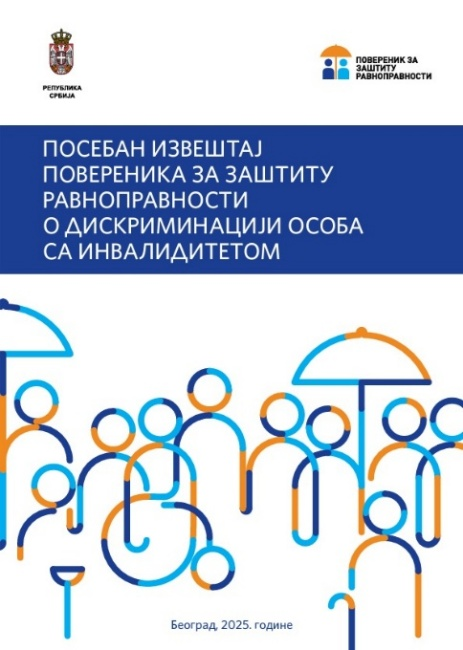 РЕПУБЛИКА
СРБИЈА
ПОВЕРЕНИК ЗА
ЗАШТИТУ
РАВНОПРАВНОСТИ
ПОСЕБАН ИЗВЕШТАЈ
ПОВЕРЕНИКА ЗА ЗАШТИТУ
РАВНОПРАВНОСТИ
О ДИСКРИМИНАЦИЈИ ОСОБА
СА ИНВАЛИДИТЕТОМ
Београд, 2025. године